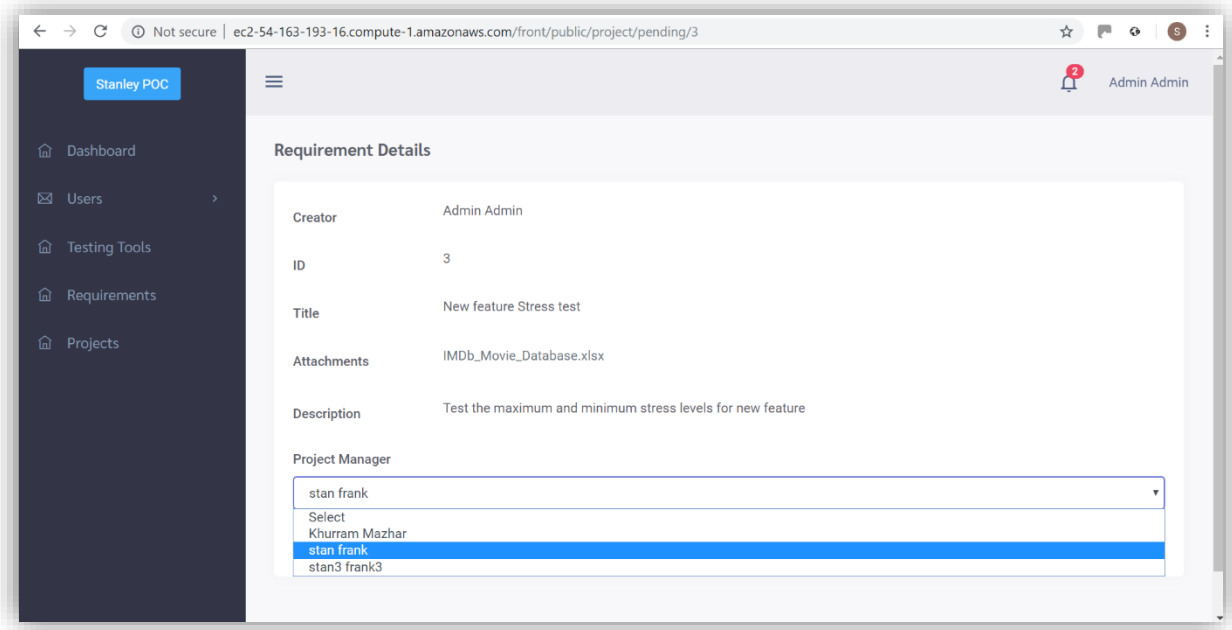 Not secure | ec2-54-163-193-16.compute-1.amazonaws.com/front/public/project/pending/3
S
Stanley POC
2
Admin Admin
Dashboard
Users
Testing Tools
Requirements
Projects
Requirement Details
Creator Admin Admin
ID 3
Title New feature Stress test
Attachments IMDb_Movie_Database.xlsx
Description Test the maximum and minimum stress levels for new feature
Project Manager
stan frank
Select
Khurram Mazhar
stan frank
stan3 frank3